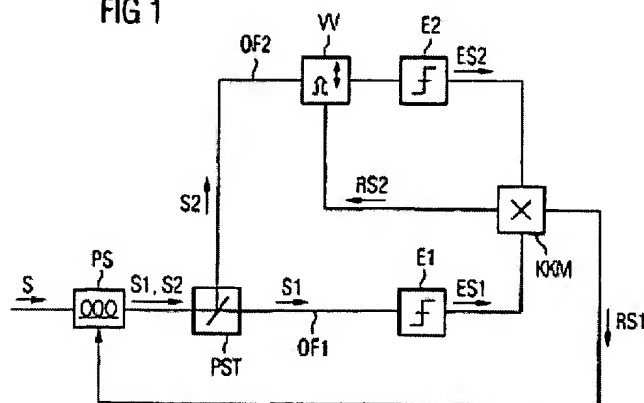 FIG 1
OF2
VV
E2
ES2
S2
RS2
KKM
PS
S
S1, S2
S1
E1
ES1
RS1
PST
OF1